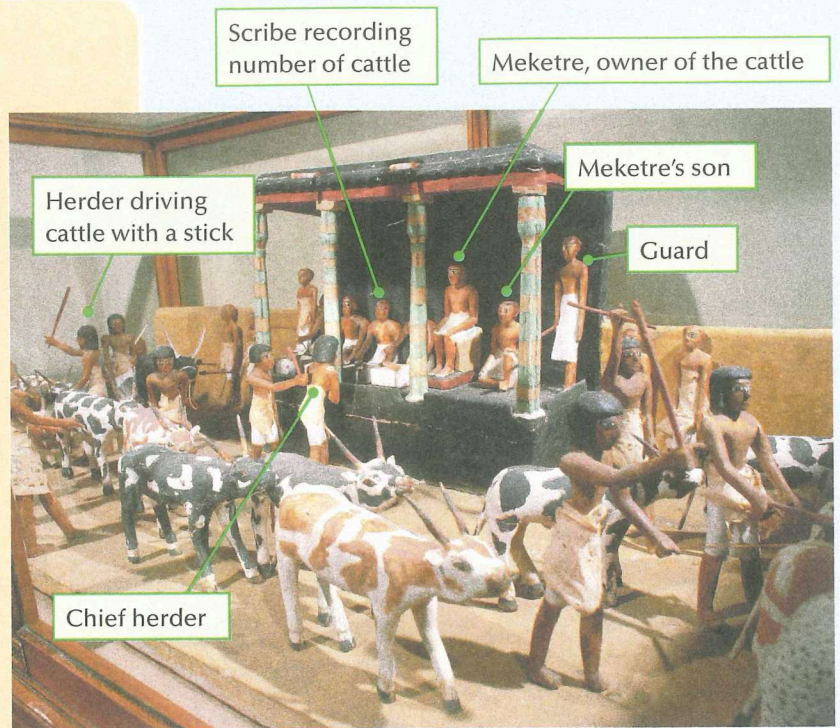 Scribe recording
number of cattle
Meketre, owner of the cattle
Meketre's son
Herder driving
cattle with a stick
Guard
Chief herder